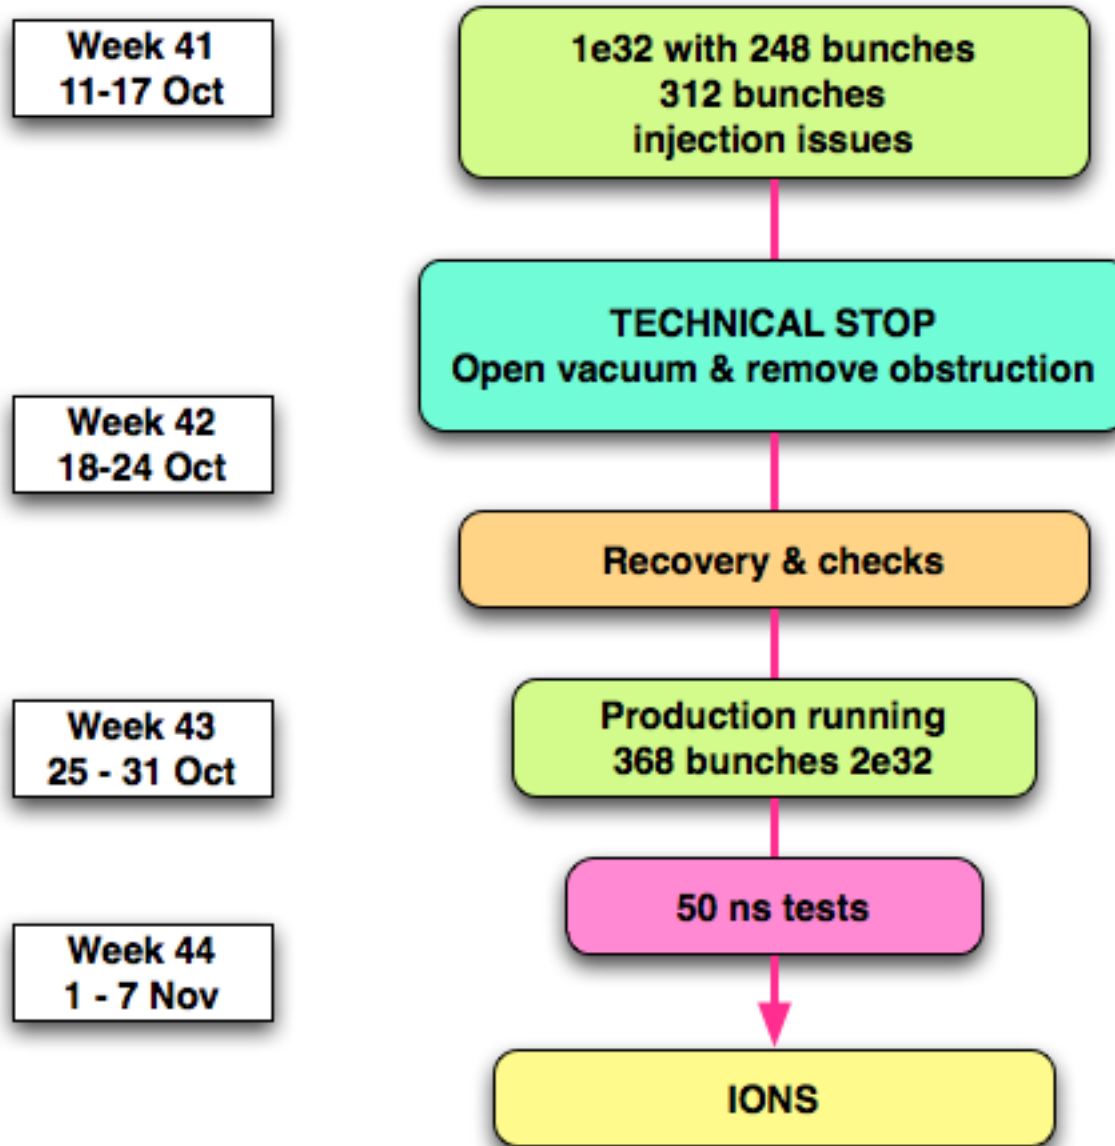 Week 41
11-17 Oct
1e32 with 248 bunches
312 bunches
injection issues
TECHNICAL STOP
Open vacuum & remove obstruction
Week 42
18-24 Oct
Recovery & checks
Week 43
25 - 31 Oct
Production running
368 bunches 2e32
50 ns tests
Week 44
1 - 7 Nov
IONS